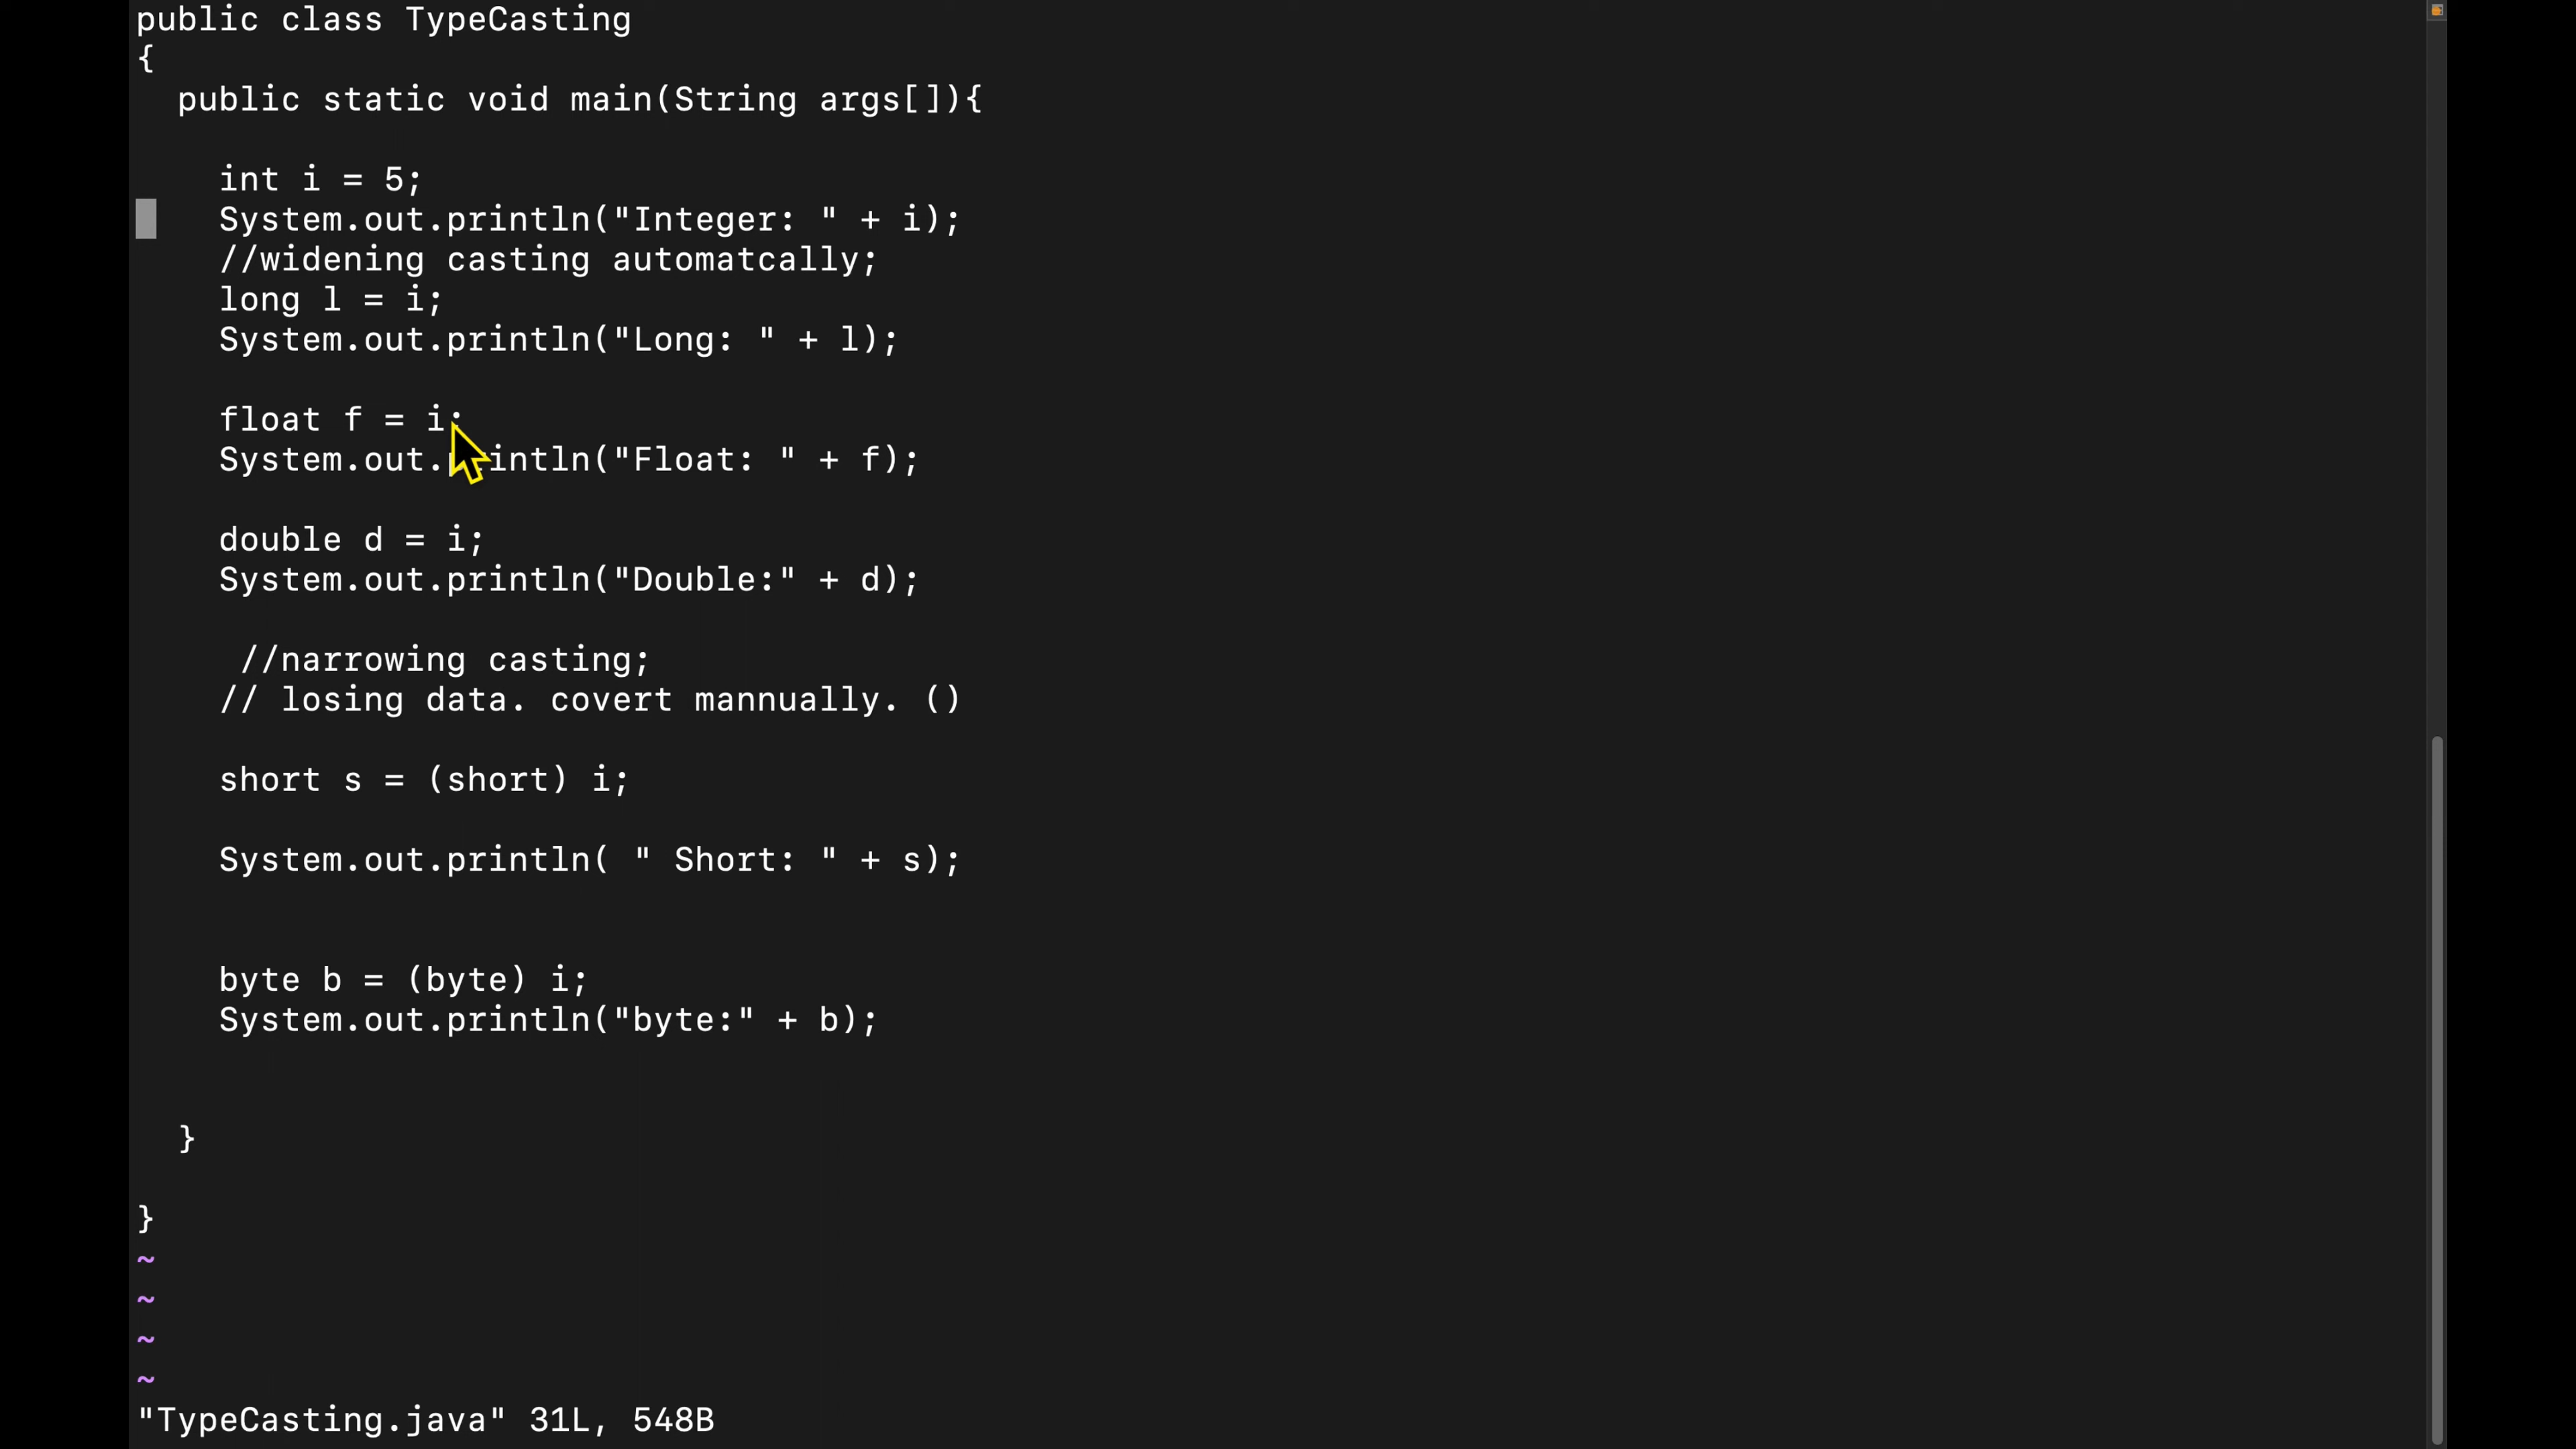 public class TypeCasting
{
public static void main(String args[]){
int i = 5;
System.out.println("Integer: " + i);
//widening casting automatcally;
long l = i;
System.out.println("Long: " + l);
float f = i;
System.out.println("Float: " + f);
double d = i;
System.out.println("Double:" + d);
//narrowing casting;
// losing data. covert mannually. ()
short s = (short) i;
System.out.println( " Short: " + s);
byte b = (byte) i;
System.out.println("byte:" + b);
}
}
~
~
~
~
"TypeCasting.java" 31L, 548B